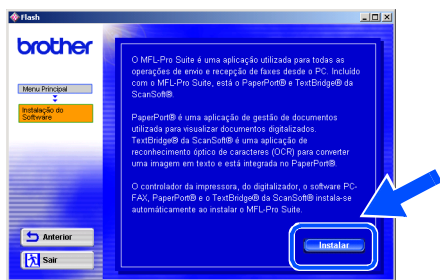 Flash
brother
Menu Principal
Instalação do
Software
O MFL-Pro Suite é uma aplicação utilizada para todas as
operações de envio e recepção de faxes desde o PC. Incluído
com o MFL-Pro Suite, está o PaperPort® e TextBridge® da
ScanSoft®.
PaperPort® é uma aplicação de gestão de documentos
utilizada para visualizar documentos digitalizados.
TextBridge® da ScanSoft® é uma aplicação de
reconhecimento óptico de caracteres (OCR) para converter
uma imagem em texto e está integrada no PaperPort®.
O controlador da impressora, do digitalizador, o software PC-
FAX, PaperPort® e o TextBridge® da ScanSoft® instala-se
automáticamente ao instalar o MFL-Pro Suite.
Anterior
Sair
Instalar